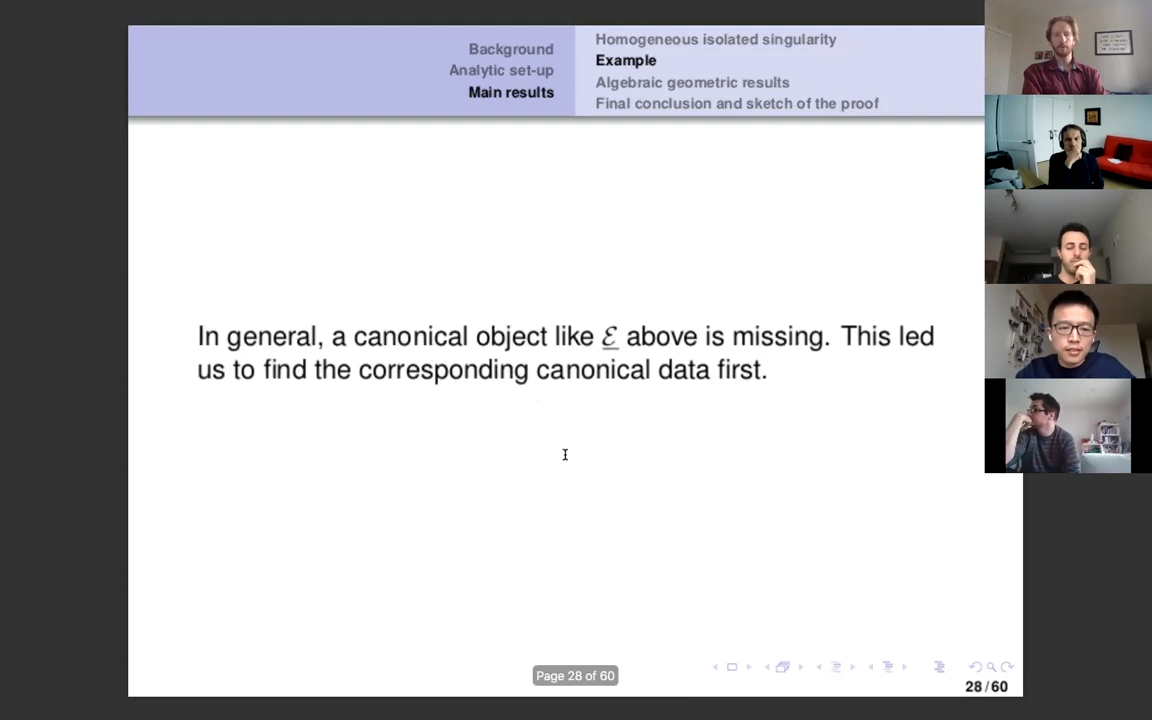 Background
Analytic set-up
Main results
Homogeneous isolated singularity
Example
Algebraic geometric results
Final conclusion and sketch of the proof
In general, a canonical object like ℰ above is missing. This led
us to find the corresponding canonical data first.
Page 28 of 60
28/60